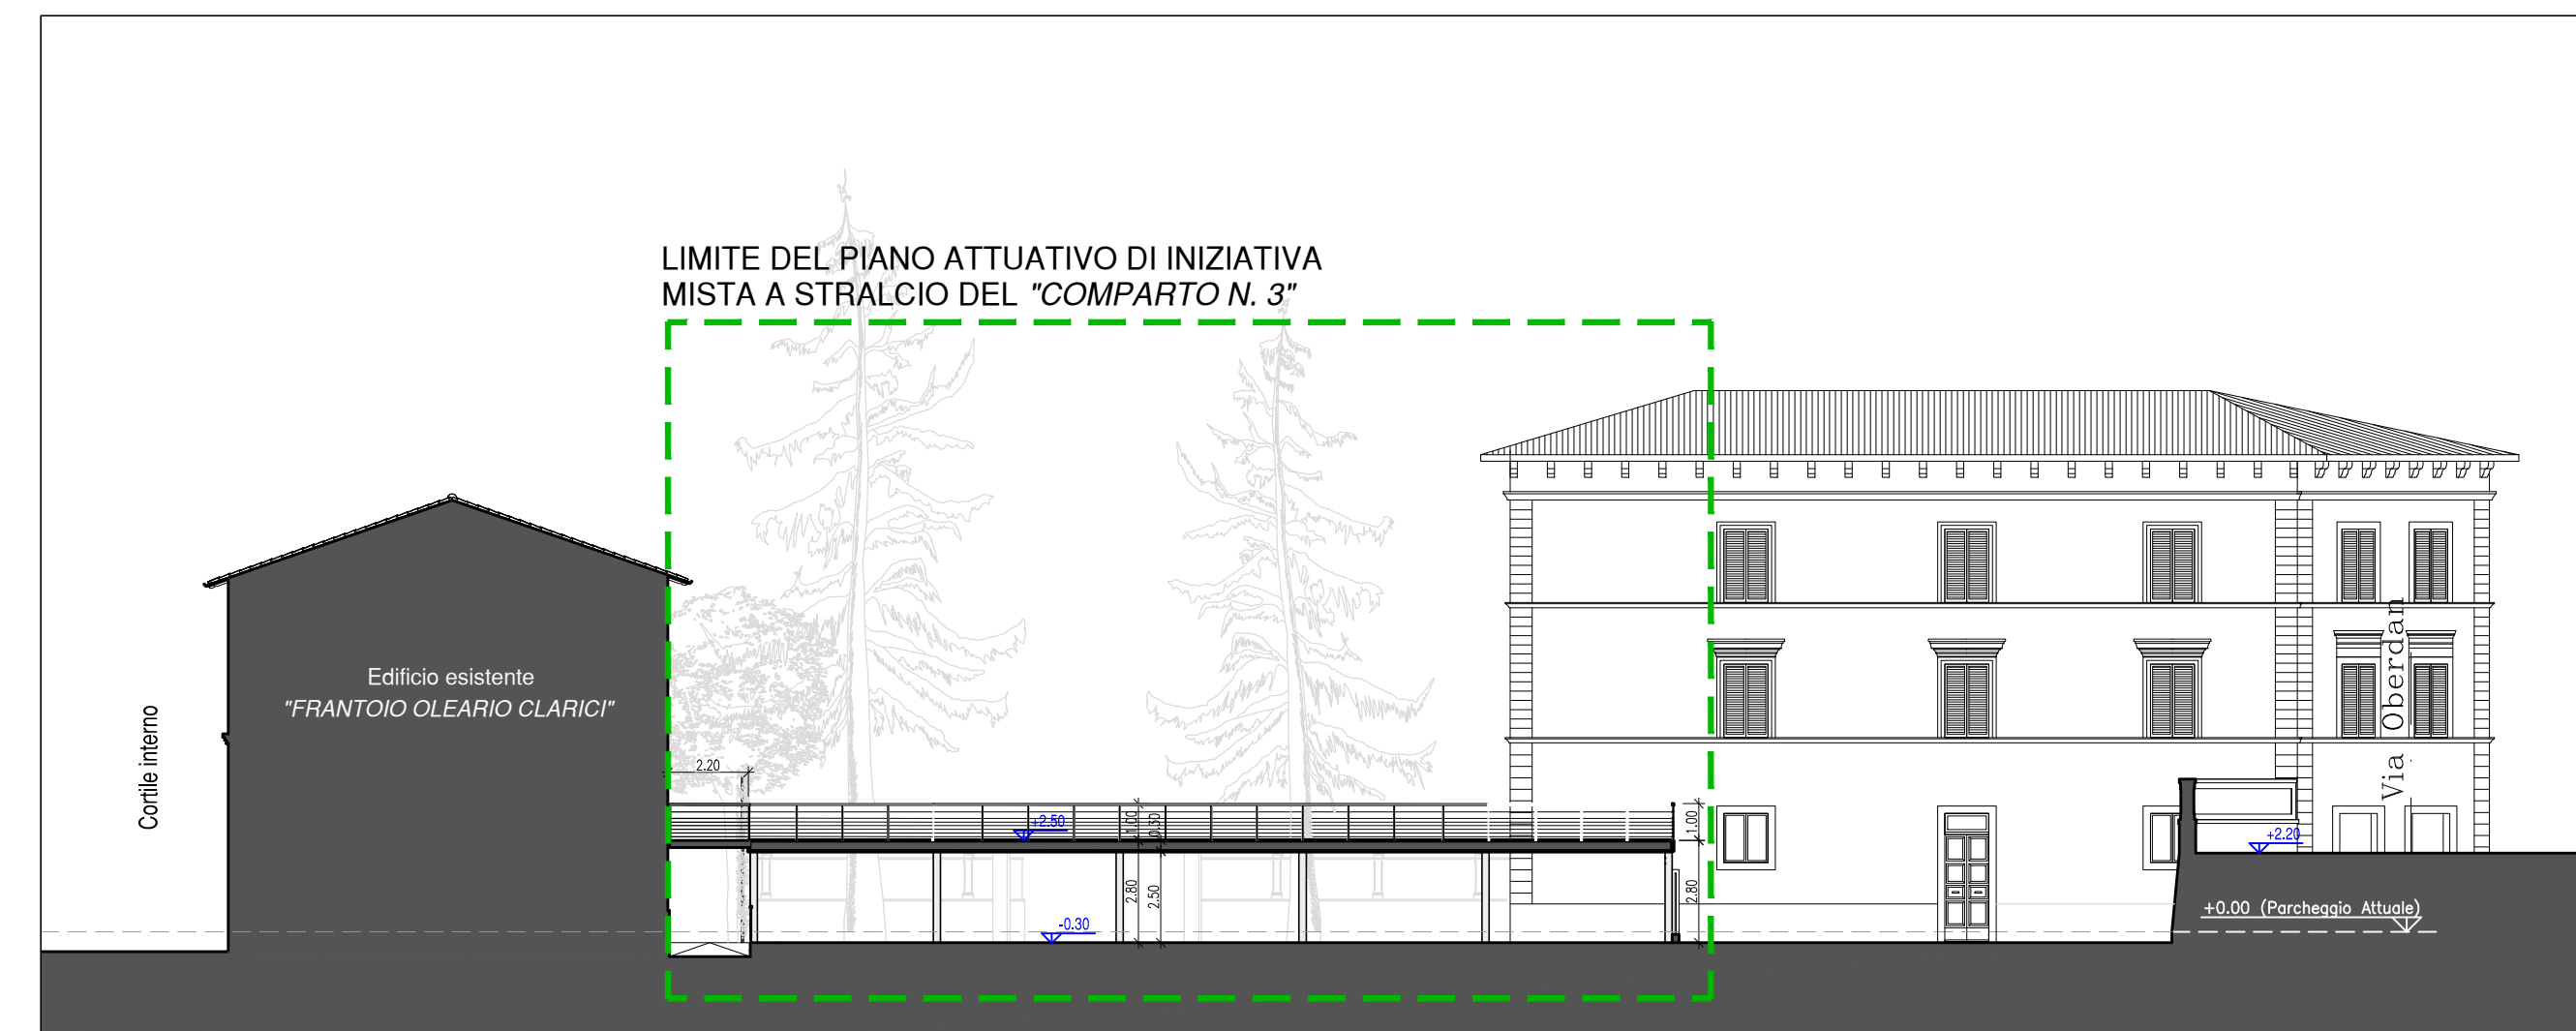 LIMITE DEL PIANO ATTUATIVO DI INIZIATIVA
MISTA A STRALCIO DEL "COMPARTO N. 3"
Edificio esistente
"FRANTOIO OLEARIO CLARICI"
Cortile interno
Via Oberdan
2.20
+2.50
1.00
0.30
1.00
+2.20
2.80
2.50
2.80
-0.30
+0.00 (Parcheggio Attuale)